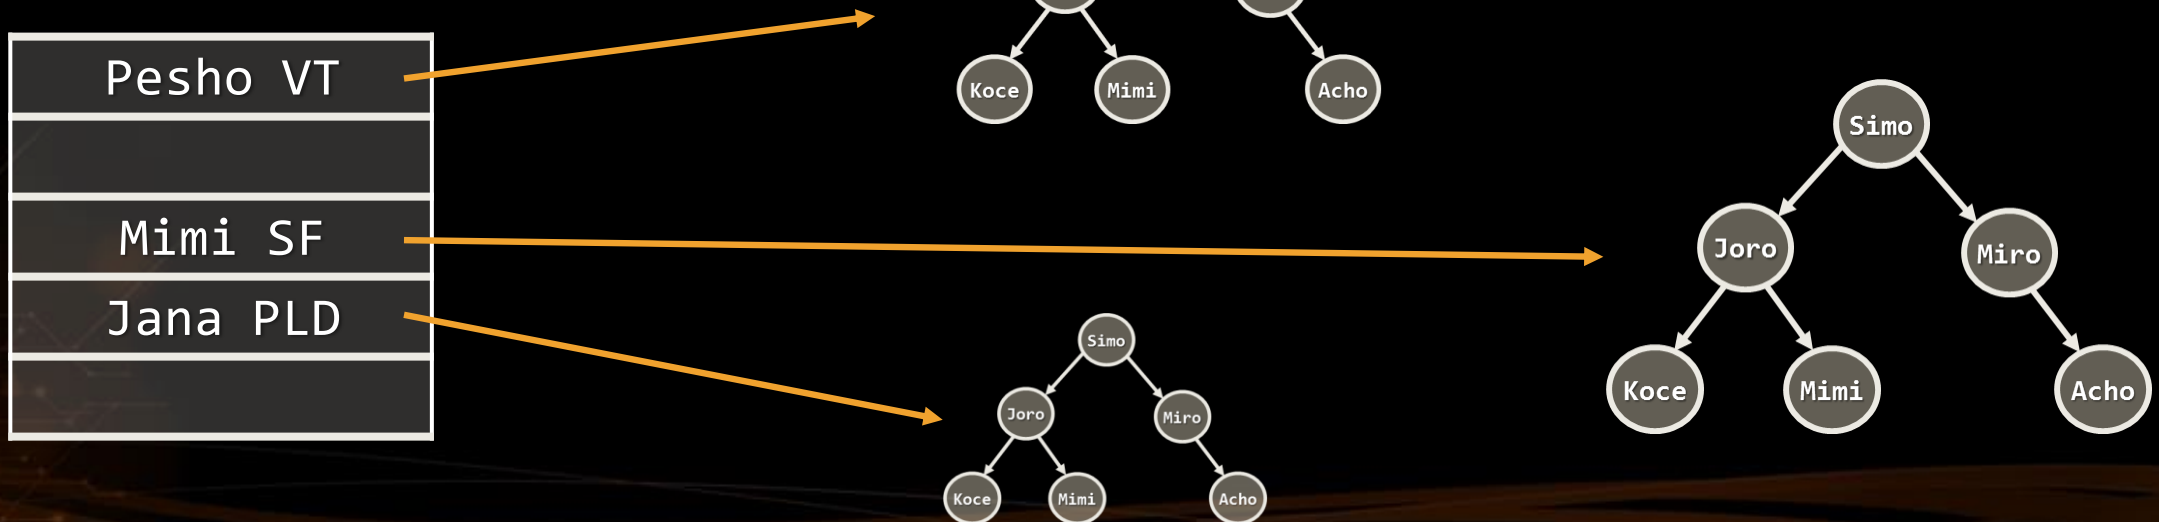 Pesho VT
Mimi SF
Jana PLD
Koce
Mimi
Acho
Simo
Joro
Miro
Koce
Mimi
Acho
Simo
Joro
Miro
Koce
Mimi
Acho